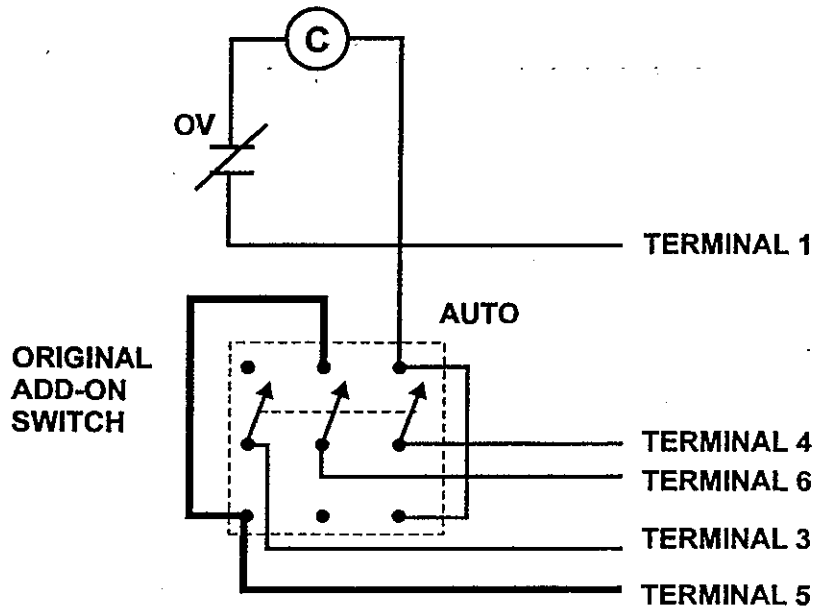 C
OV
TERMINAL 1
AUTO
ORIGINAL
ADD-ON
SWITCH
TERMINAL 4
TERMINAL 6
TERMINAL 3
TERMINAL 5